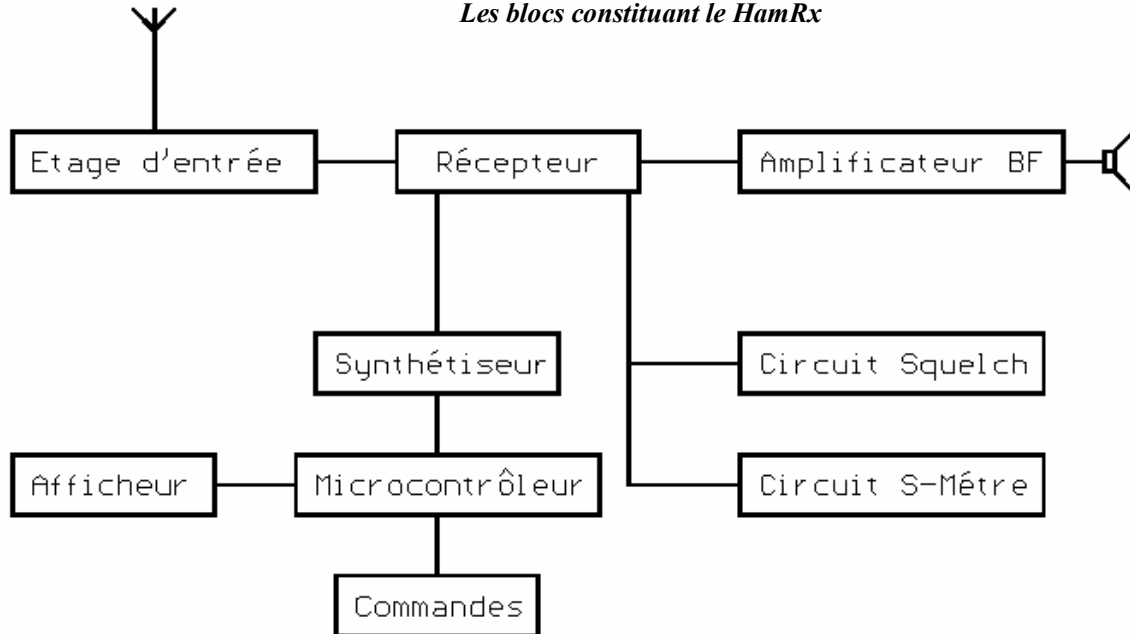 Les blocs constituant le HamRx
Etage d'entrée
Récepteur
Amplificateur BF
Synthétiseur
Circuit Squelch
Afficheur
Microcontrôleur
Circuit S-Métre
Commandes